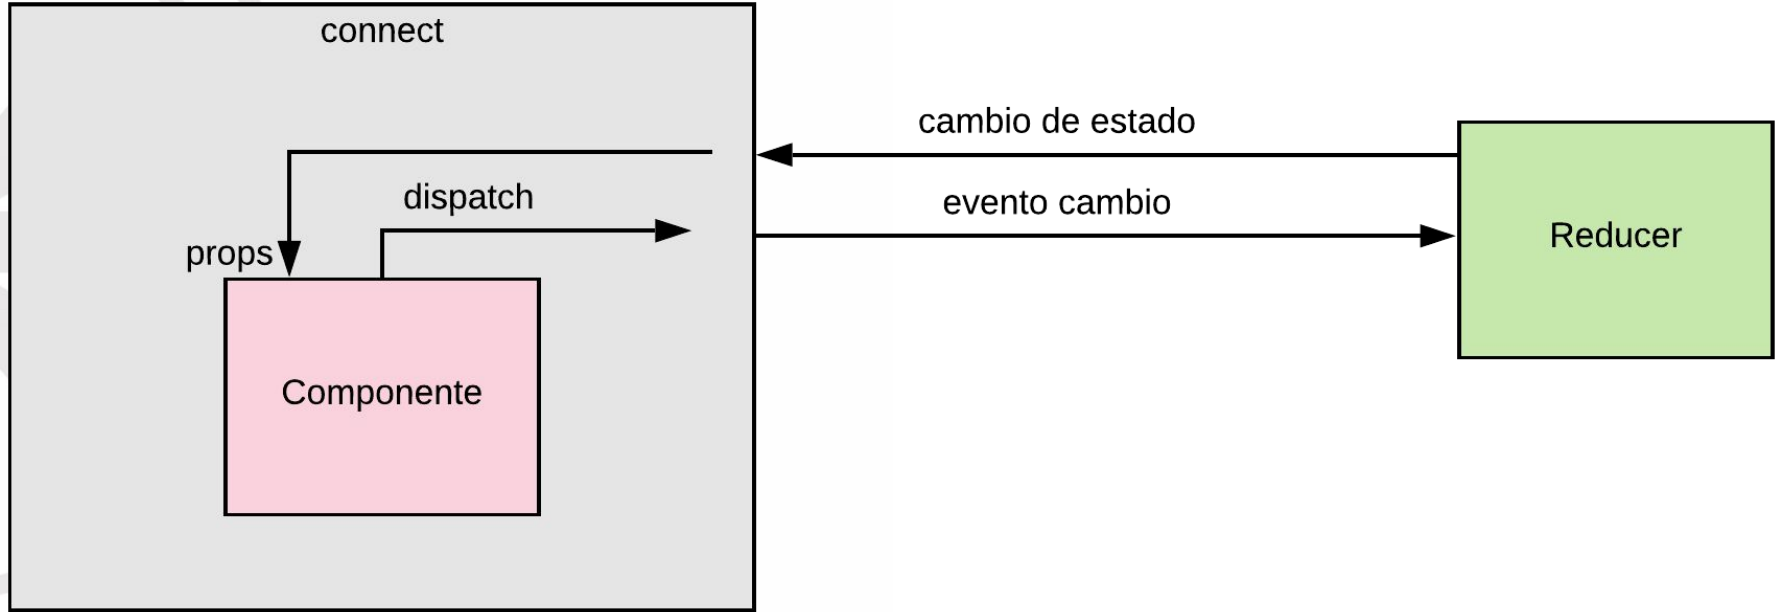 connect
cambio de estado
dispatch
evento cambio
props
Reducer
Componente